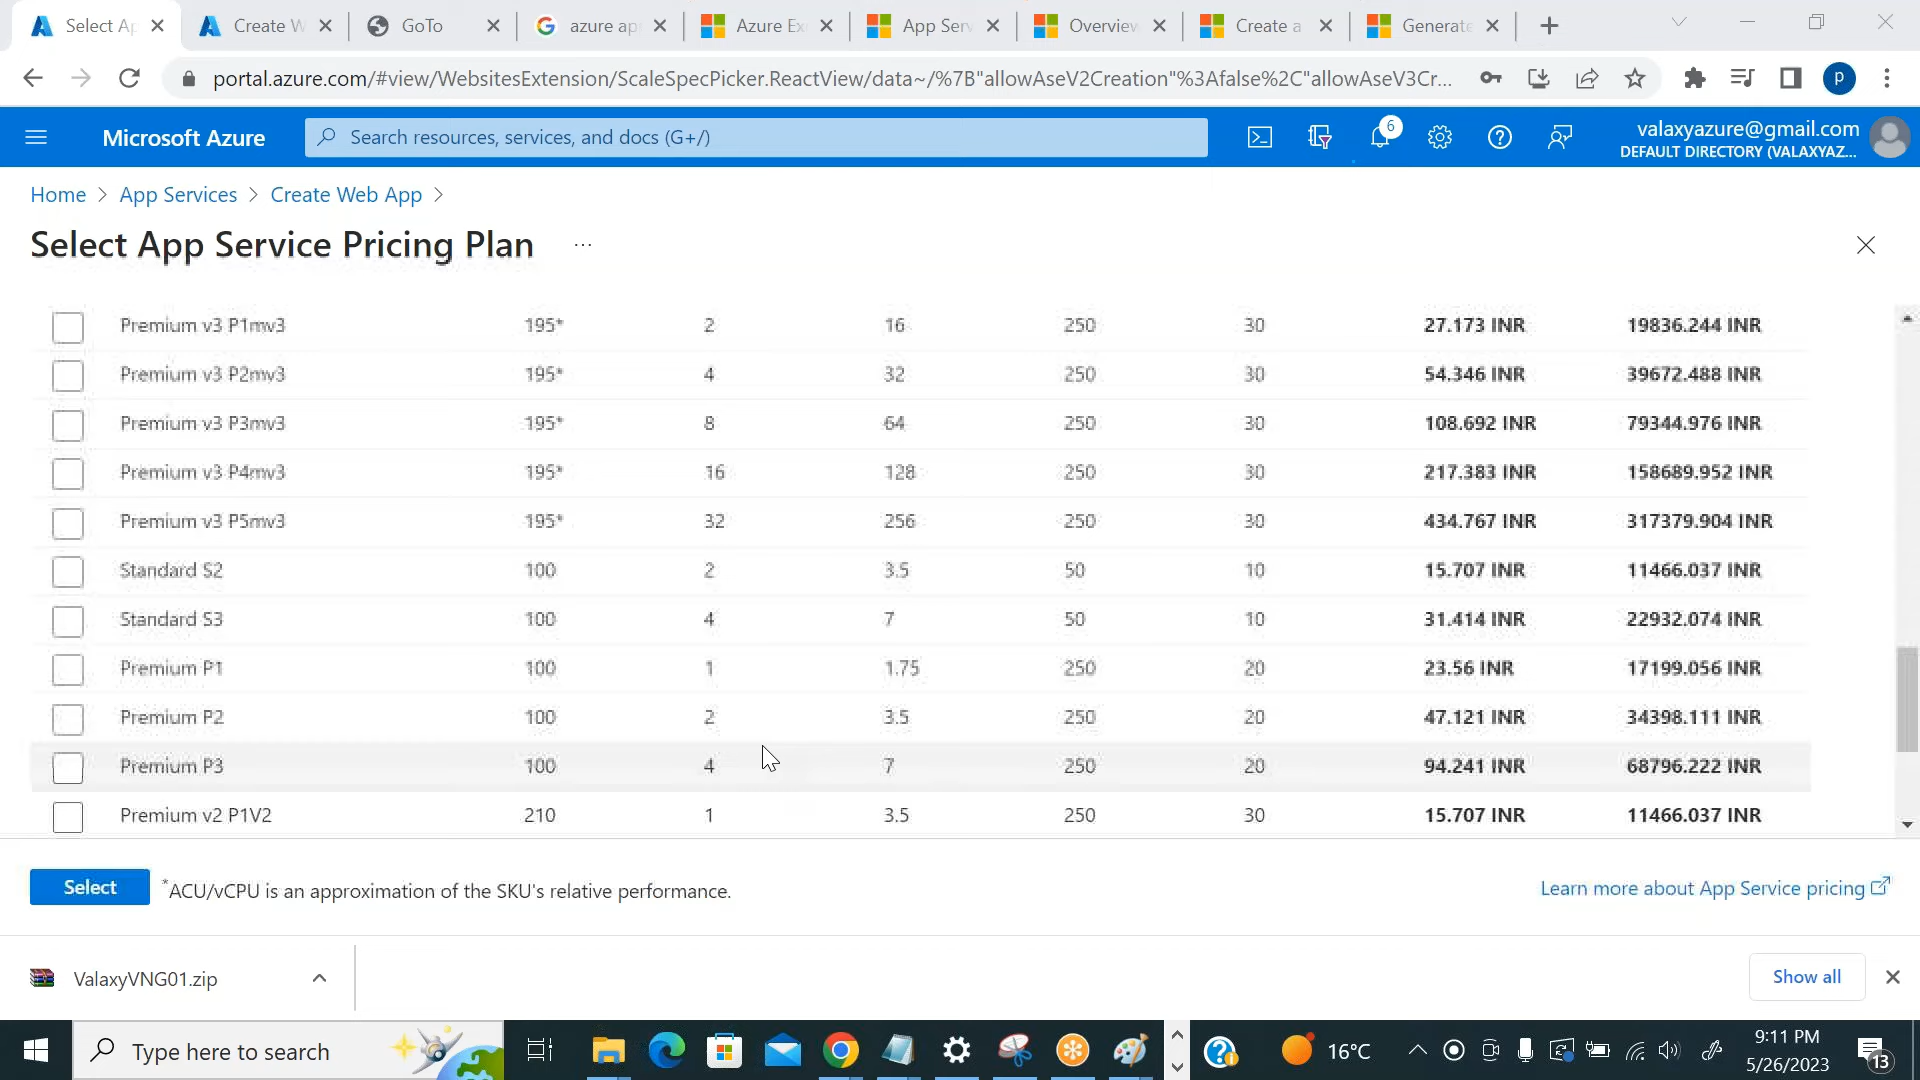 Select Ap
Create W
GoTo
azure ap
Azure Ex
App Serv
Overview
Create a
Generate
portal.azure.com/#view/WebsitesExtension/ScaleSpecPicker.ReactView/data~/%7B"allowAseV2Creation"%3Afalse%2C"allowAseV3Cr...
P
Microsoft Azure
Search resources, services, and docs (G+/)
6
valaxyazure@gmail.com
DEFAULT DIRECTORY (VALAXYAZ...
Home > App Services > Create Web App >
Select App Service Pricing Plan ...
Premium v3 P1mv3 195* 2 16 250 30 27.173 INR 19836.244 INR
Premium v3 P2mv3 195* 4 32 250 30 54.346 INR 39672.488 INR
Premium v3 P3mv3 195* 8 64 250 30 108.692 INR 79344.976 INR
Premium v3 P4mv3 195* 16 128 250 30 217.383 INR 158689.952 INR
Premium v3 P5mv3 195* 32 256 250 30 434.767 INR 317379.904 INR
Standard S2 100 2 3.5 50 10 15.707 INR 11466.037 INR
Standard S3 100 4 7 50 10 31.414 INR 22932.074 INR
Premium P1 100 1 1.75 250 20 23.56 INR 17199.056 INR
Premium P2 100 2 3.5 250 20 47.121 INR 34398.111 INR
Premium P3 100 4 7 250 20 94.241 INR 68796.222 INR
Premium v2 P1V2 210 1 3.5 250 30 15.707 INR 11466.037 INR
Select *ACU/vCPU is an approximation of the SKU's relative performance. Learn more about App Service pricing
ValaxyVNG01.zip Show all
Type here to search
16°C
9:11 PM
5/26/2023
13